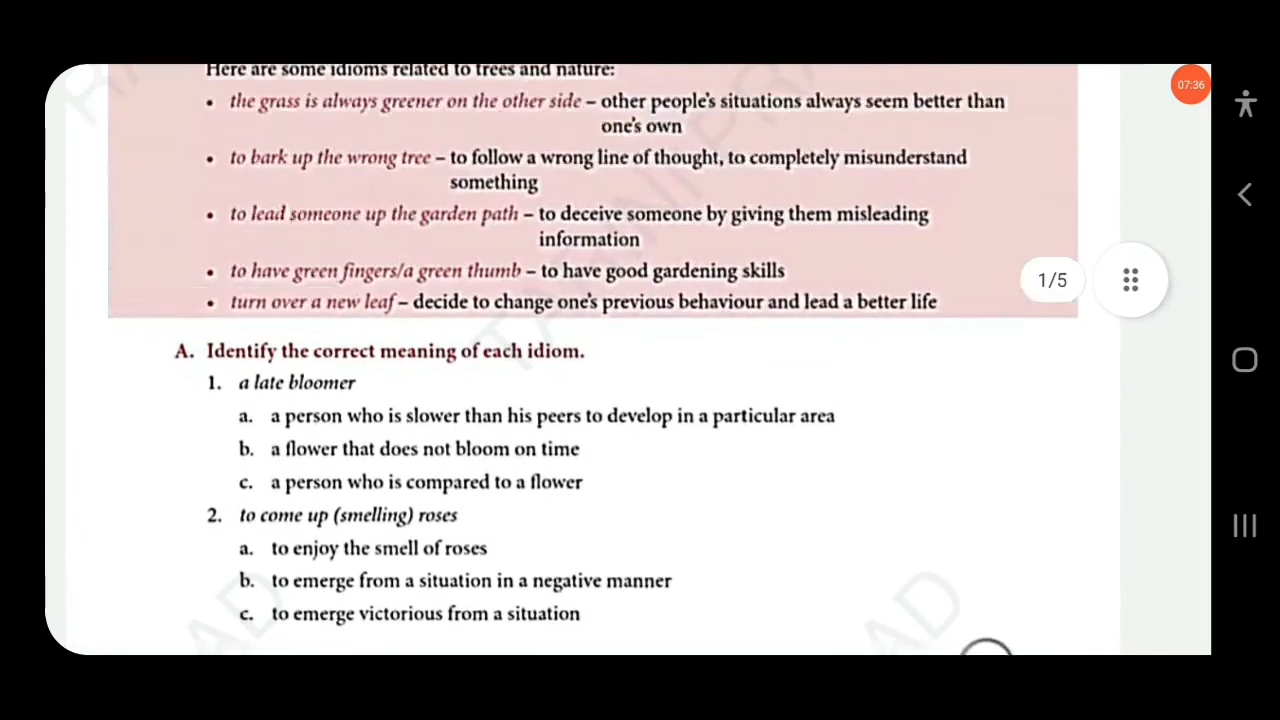 Here are some idioms related to trees and nature:
07:36
• the grass is always greener on the other side – other people's situations always seem better than
one's own
• to bark up the wrong tree – to follow a wrong line of thought, to completely misunderstand
something
• to lead someone up the garden path – to deceive someone by giving them misleading
information
• to have green fingers/a green thumb – to have good gardening skills
1/5
• turn over a new leaf – decide to change one's previous behaviour and lead a better life
A. Identify the correct meaning of each idiom.
1. a late bloomer
a. a person who is slower than his peers to develop in a particular area
b. a flower that does not bloom on time
c. a person who is compared to a flower
2. to come up (smelling) roses
a. to enjoy the smell of roses
b. to emerge from a situation in a negative manner
c. to emerge victorious from a situation